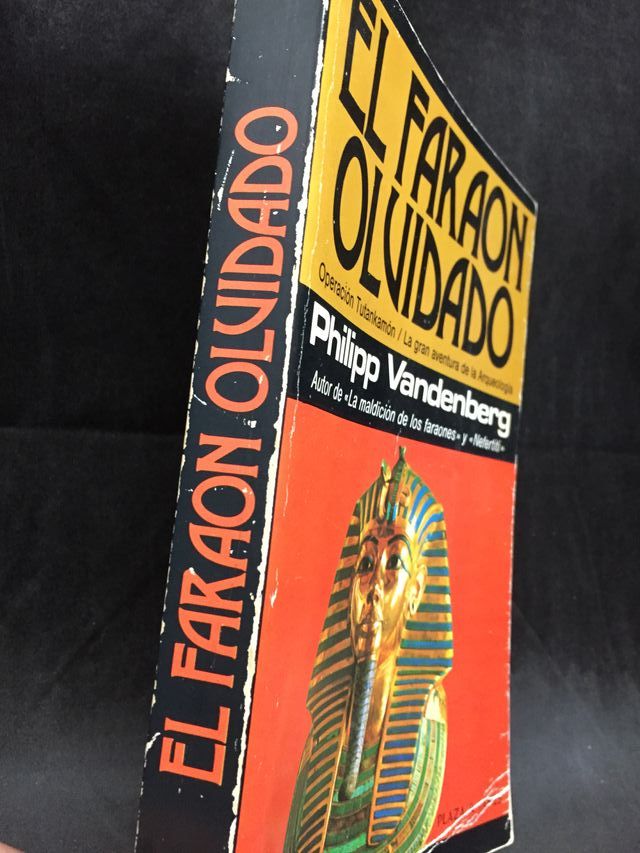 EL FARAON OLVIDADO
EL FARAON
OLVIDADO
Operación Tutankamón / La gran aventura de la Arqueología
Philipp Vandenberg
Autor de «La maldición de los faraones» y «Nefertiti»
PLAZA